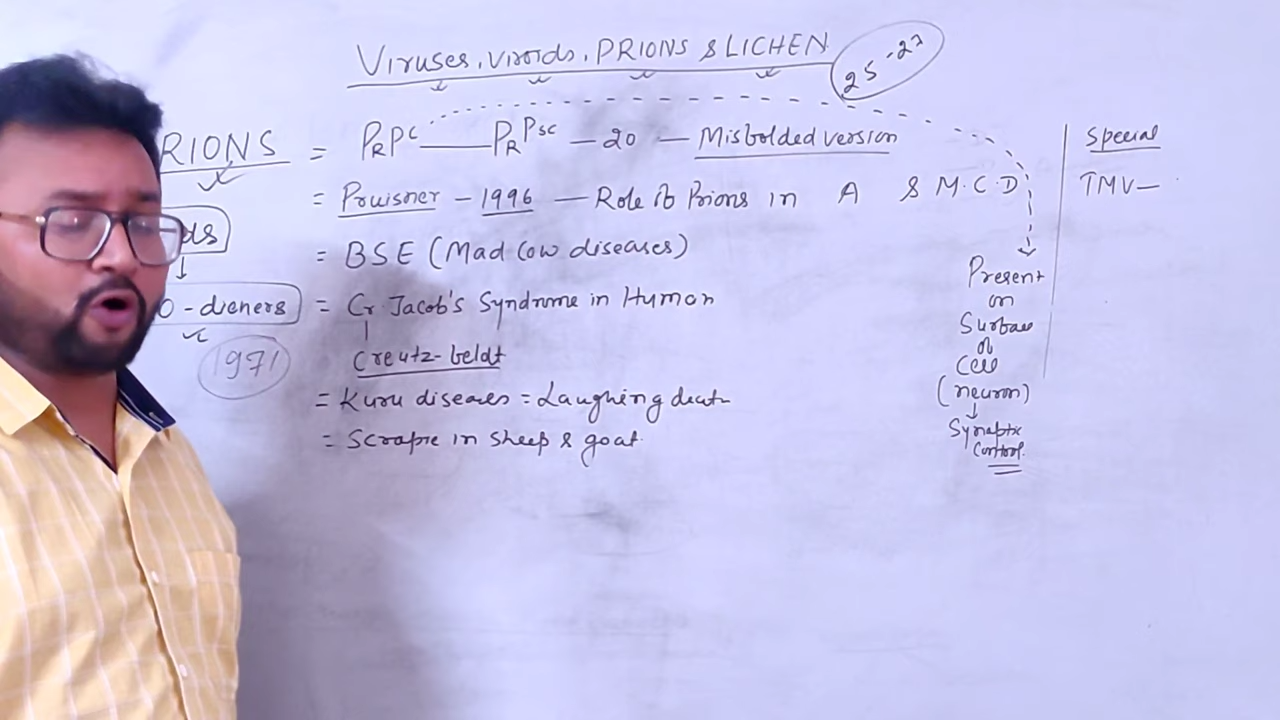 Viruses, viroids, PRIONS & LICHEN
25-27
RIONS = PRPC — PRPSC — 20 — Misfolded version
= Pruisner — 1996 — Role of Prions in A & M.C.D
ds
= BSE (Mad Cow diseases)
O-dieners = Cr Jacob's Syndrome in Human
1971
Creutz-feldt
= Kuru diseases = Laughing death
= Scrapie in sheep & goat
Present
on
Surface
of
Cell
(neuron)
Synaptic
Control.
Special
TMV—